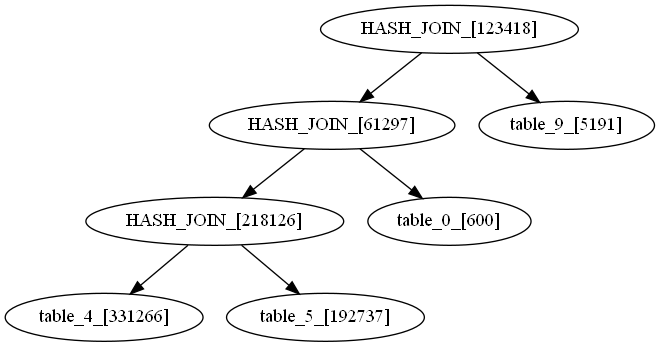 HASH_JOIN_[123418]
HASH_JOIN_[61297]
table_9_[5191]
HASH_JOIN_[218126]
table_0_[600]
table_4_[331266]
table_5_[192737]